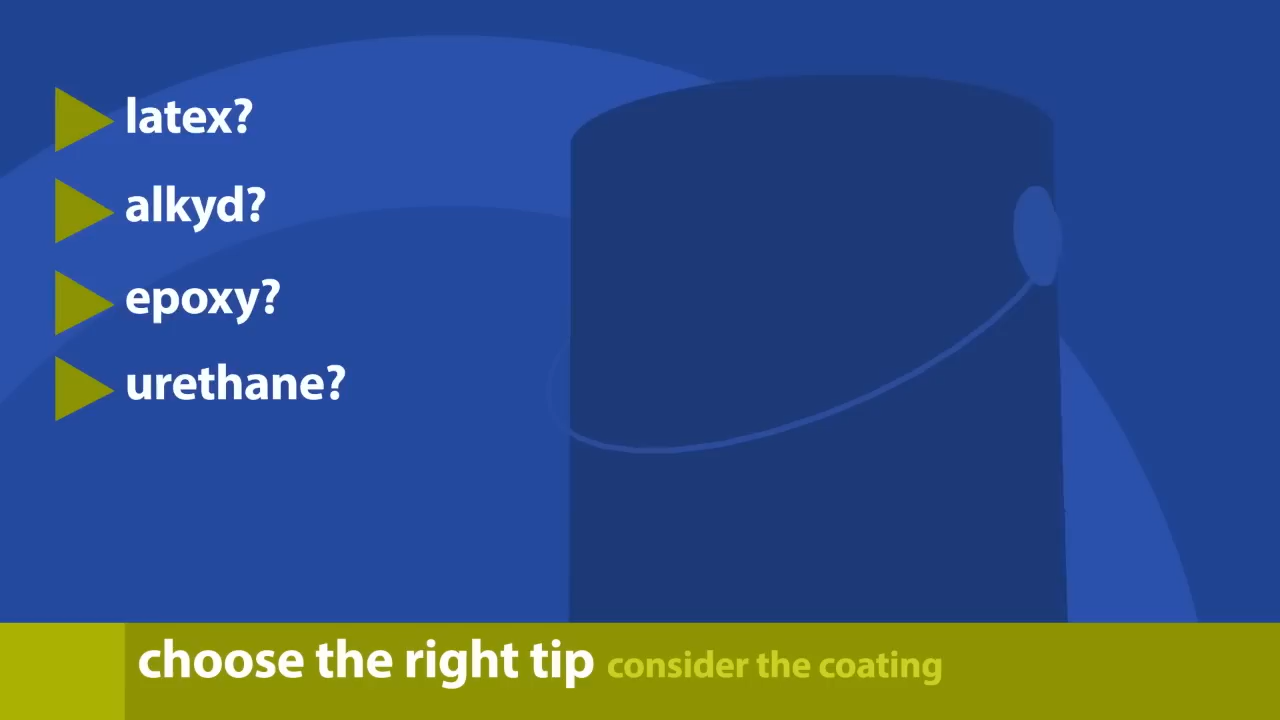 latex?
alkyd?
epoxy?
urethane?
choose the right tip consider the coating